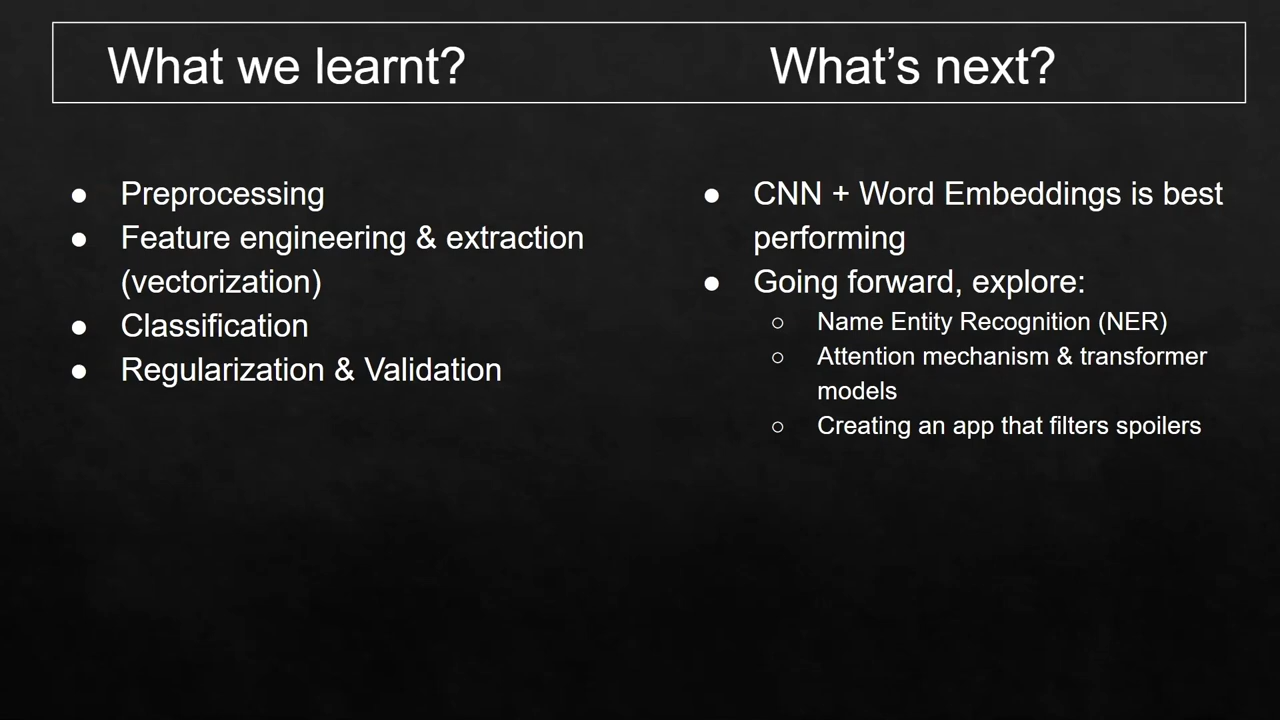 What we learnt?
What’s next?
● Preprocessing
● Feature engineering & extraction
(vectorization)
● Classification
● Regularization & Validation
● CNN + Word Embeddings is best
performing
● Going forward, explore:
○ Name Entity Recognition (NER)
○ Attention mechanism & transformer
models
○ Creating an app that filters spoilers